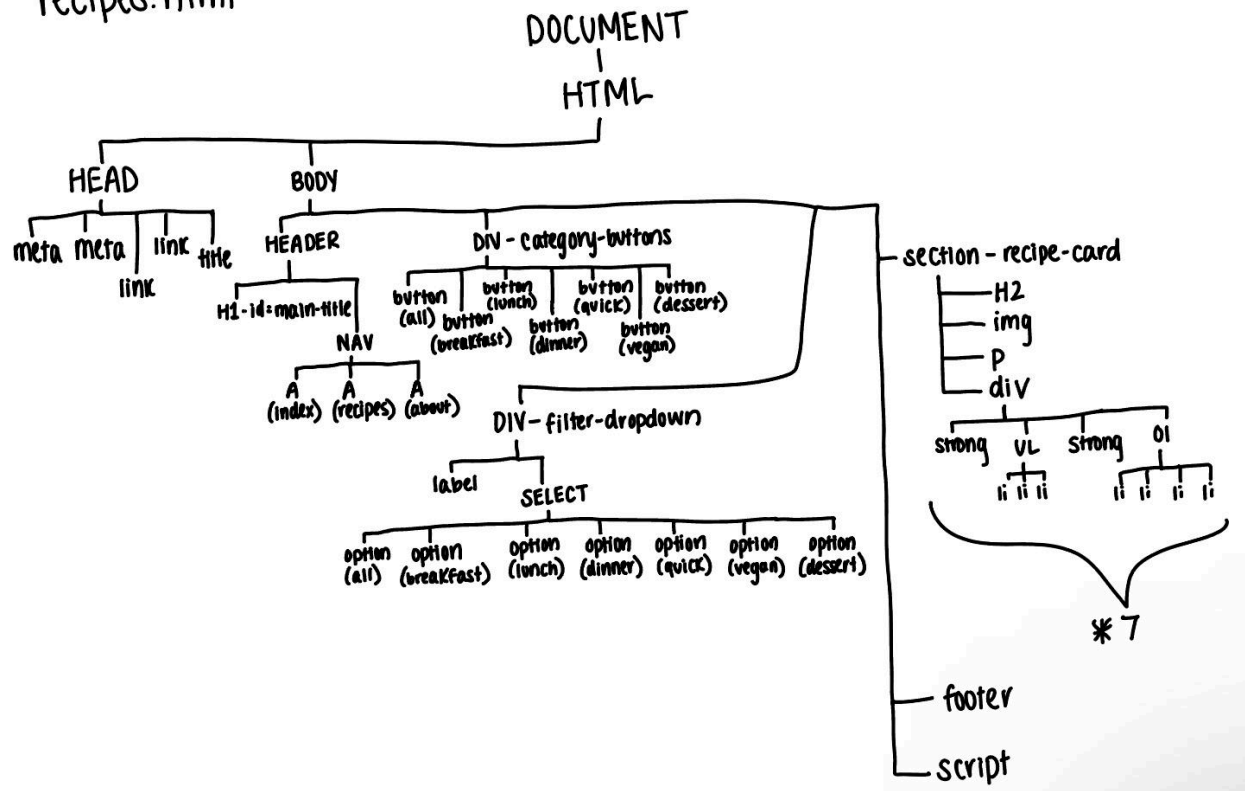 recipes.html
DOCUMENT
HTML
HEAD
BODY
meta meta link link title
HEADER
H1-id=main-title
NAV
A (index)
A (recipes)
A (about)
DIV-category-buttons
button (all)
button (breakfast)
button (lunch)
button (dinner)
button (quick)
button (vegan)
button (dessert)
DIV-filter-dropdown
label
SELECT
option (all)
option (breakfast)
option (lunch)
option (dinner)
option (quick)
option (vegan)
option (dessert)
section-recipe-card
H2
img
P
div
strong UL strong Ol
li li li li li li li
* 7
footer
script